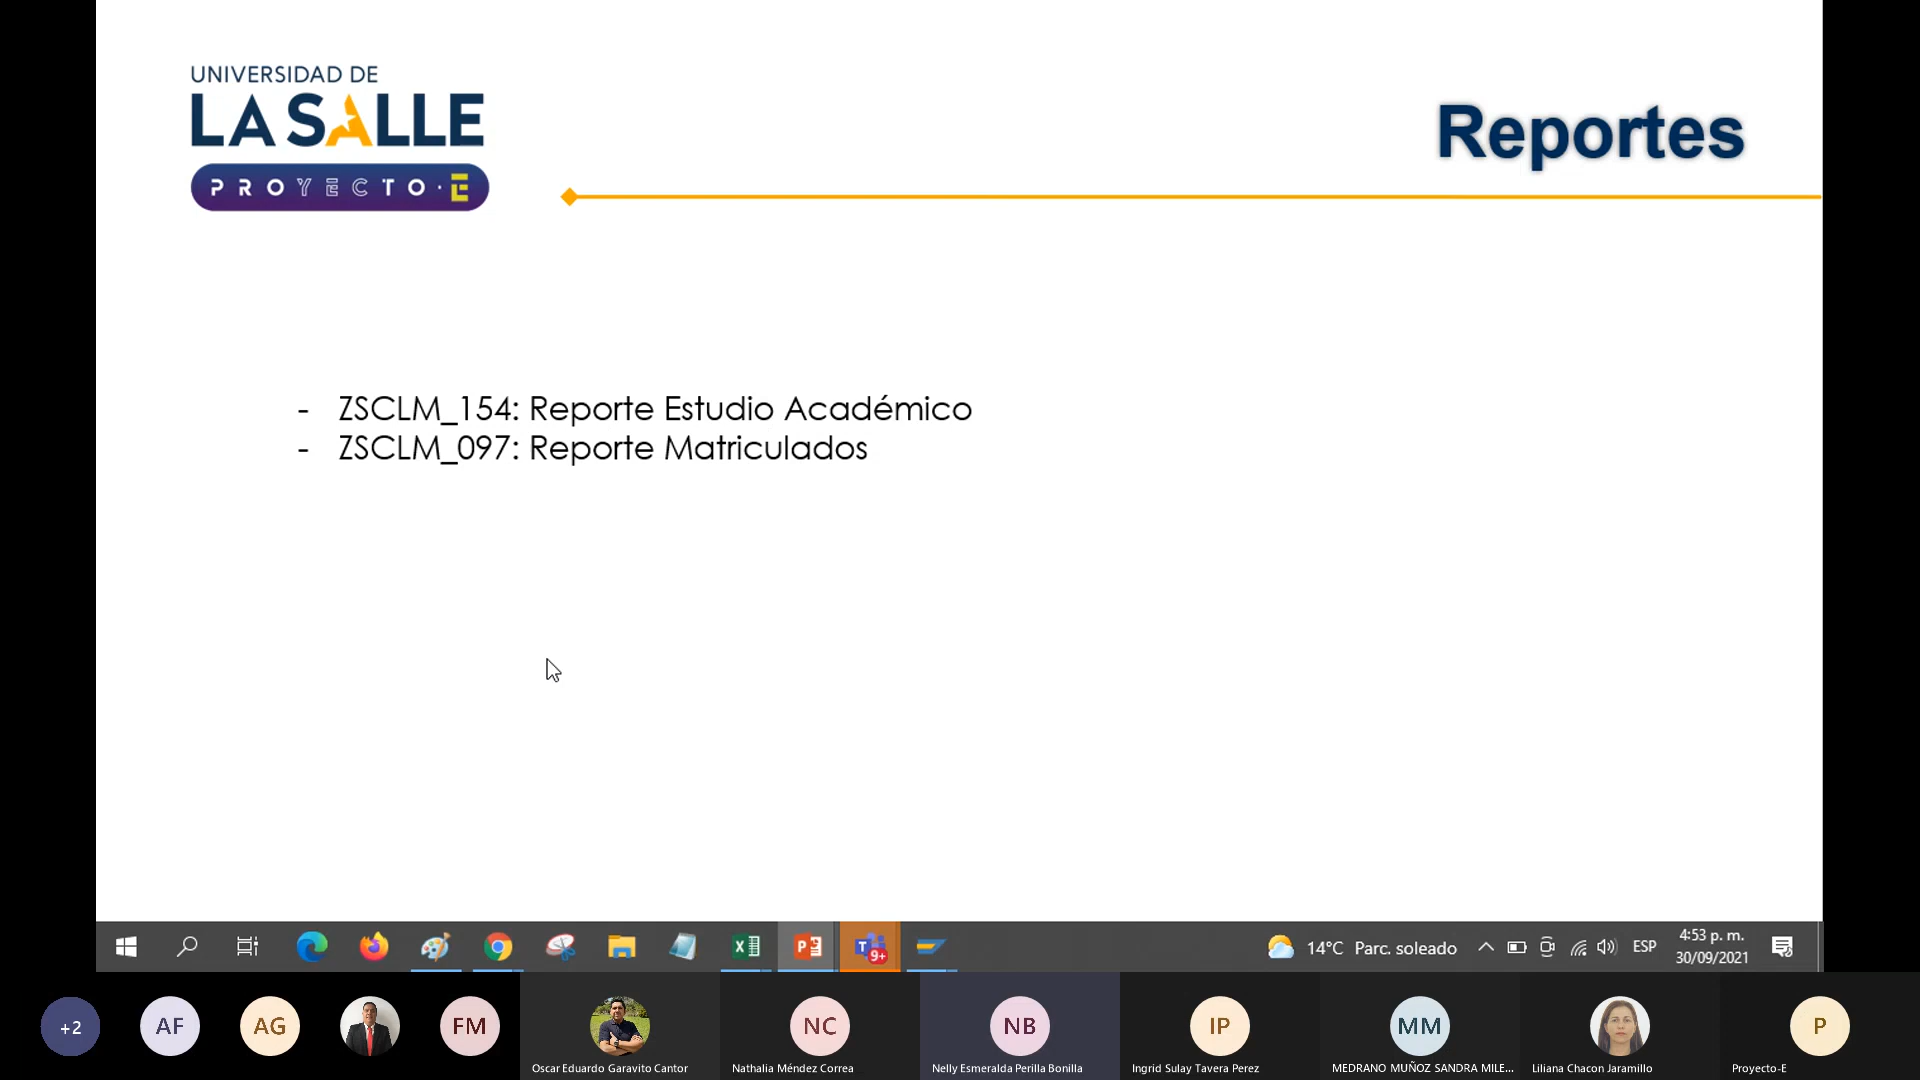 UNIVERSIDAD DE
LA SALLE
PROYECTO·E
Reportes
- ZSCLM_154: Reporte Estudio Académico
- ZSCLM_097: Reporte Matriculados
9+
14°C Parc. soleado
ESP
4:53 p. m.
30/09/2021
+2
AF
AG
FM
NC
NB
IP
MM
P
Oscar Eduardo Garavito Cantor
Nathalia Méndez Correa
Nelly Esmeralda Perilla Bonilla
Ingrid Sulay Tavera Perez
MEDRANO MUÑOZ SANDRA MILE...
Liliana Chacon Jaramillo
Proyecto-E